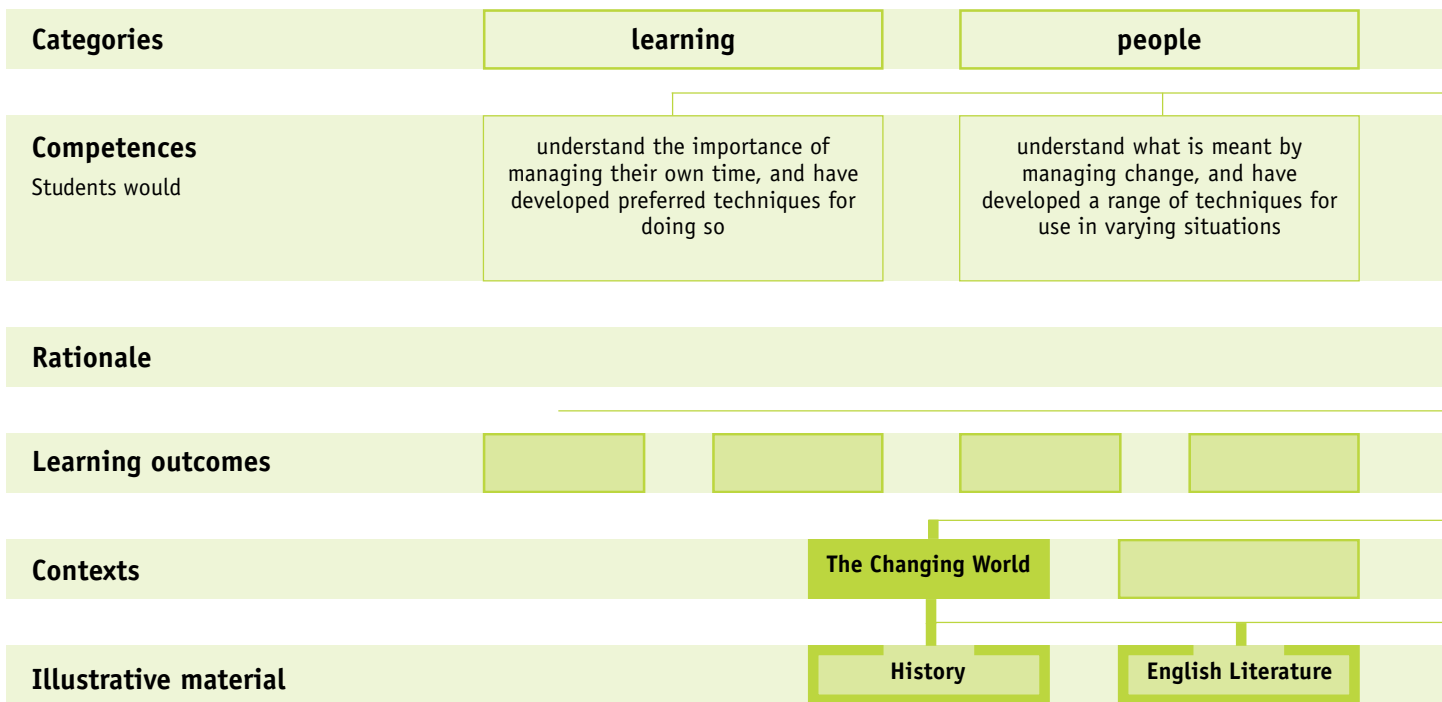 Categories
learning
people
Competences
Students would
understand the importance of
managing their own time, and have
developed preferred techniques for
doing so
understand what is meant by
managing change, and have
developed a range of techniques for
use in varying situations
Rationale
Learning outcomes
Contexts
The Changing World
Illustrative material
History
English Literature